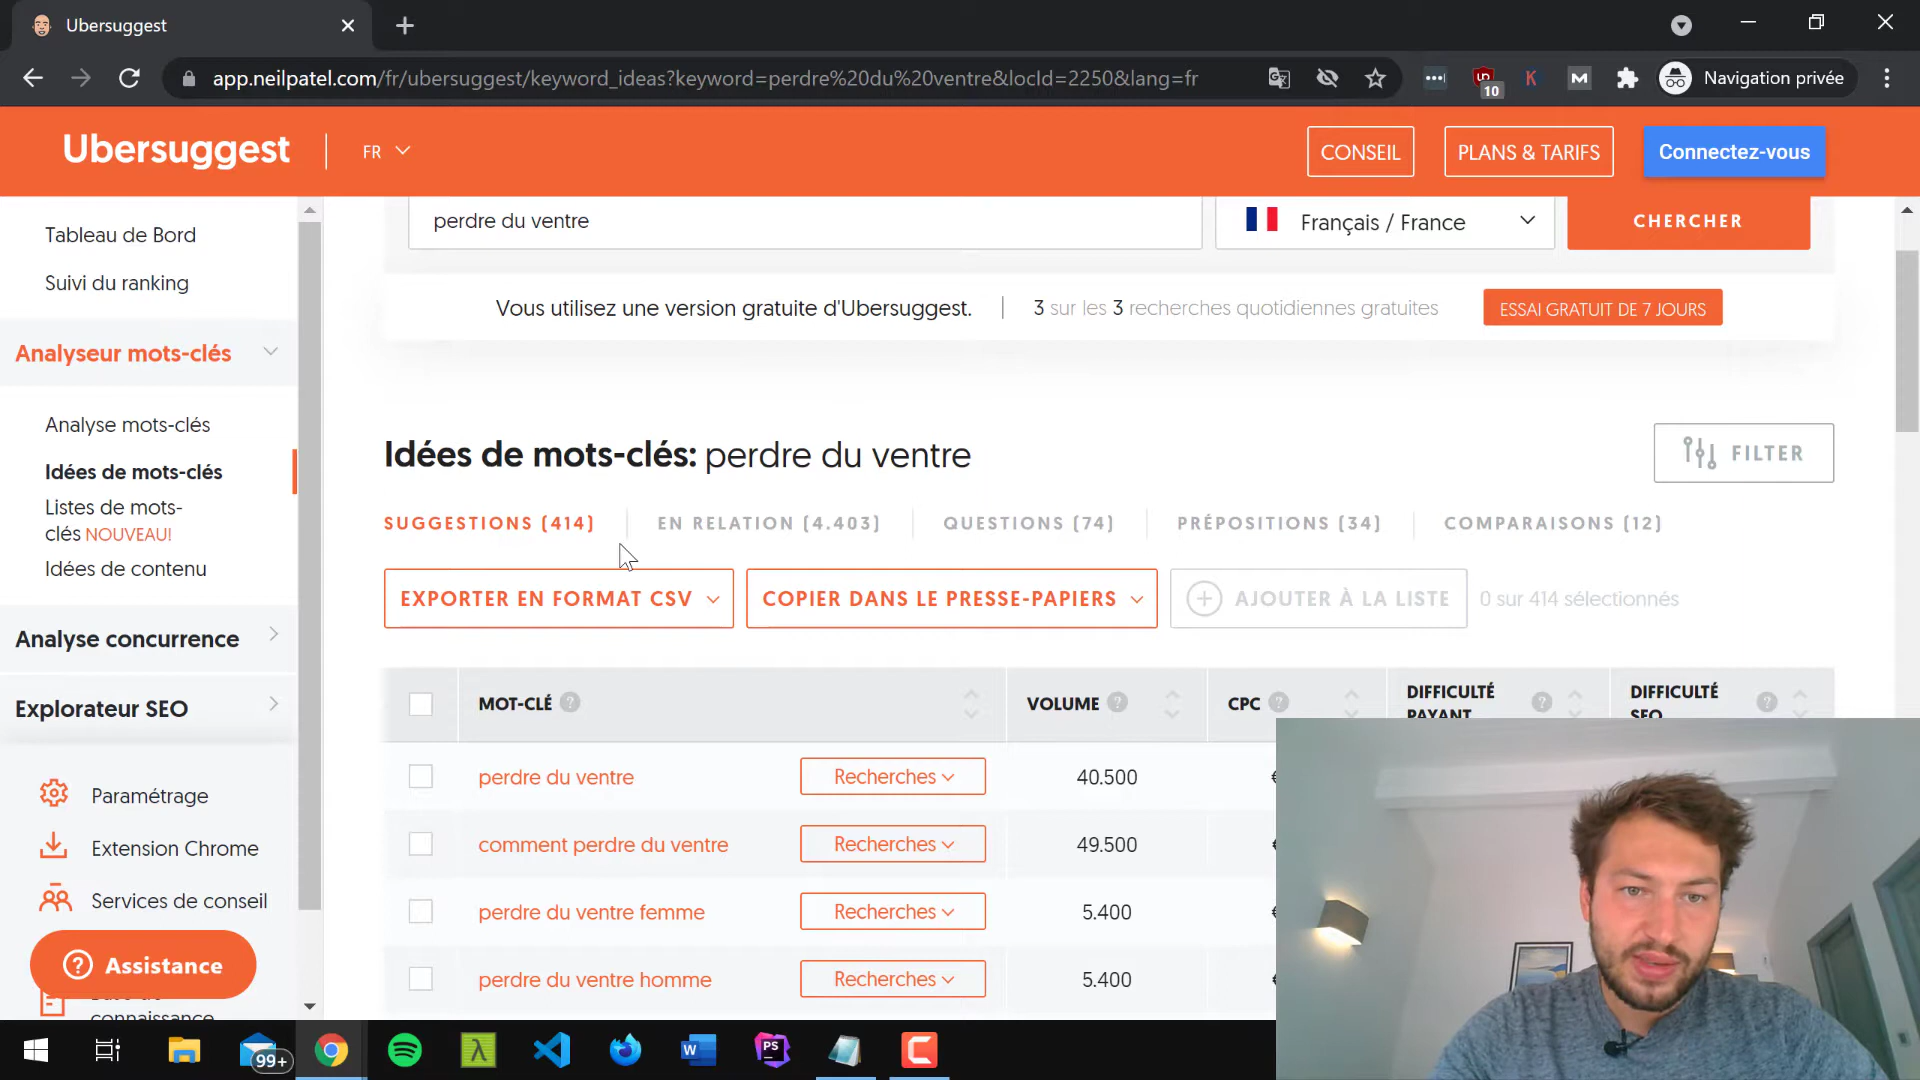 Ubersuggest
app.neilpatel.com/fr/ubersuggest/keyword_ideas?keyword=perdre%20du%20ventre&locId=2250&lang=fr
10
K
M
Navigation privée
Ubersuggest
FR
CONSEIL
PLANS & TARIFS
Connectez-vous
Tableau de Bord
Suivi du ranking
Analyseur mots-clés
Analyse mots-clés
Idées de mots-clés
Listes de mots-
clés NOUVEAU!
Idées de contenu
Analyse concurrence
Explorateur SEO
Paramétrage
Extension Chrome
Services de conseil
Assistance
connaissance
perdre du ventre
Français / France
CHERCHER
Vous utilisez une version gratuite d'Ubersuggest.
3 sur les 3 recherches quotidiennes gratuites
ESSAI GRATUIT DE 7 JOURS
Idées de mots-clés: perdre du ventre
FILTER
SUGGESTIONS (414)
EN RELATION (4.403)
QUESTIONS (74)
PRÉPOSITIONS (34)
COMPARAISONS (12)
EXPORTER EN FORMAT CSV
COPIER DANS LE PRESSE-PAPIERS
AJOUTER À LA LISTE
0 sur 414 sélectionnés
MOT-CLÉ
VOLUME
CPC
DIFFICULTÉ
PAYANT
DIFFICULTÉ
SEO
perdre du ventre
Recherches
40.500
€
comment perdre du ventre
Recherches
49.500
€
perdre du ventre femme
Recherches
5.400
€
perdre du ventre homme
Recherches
5.400
€
99+
W
PS